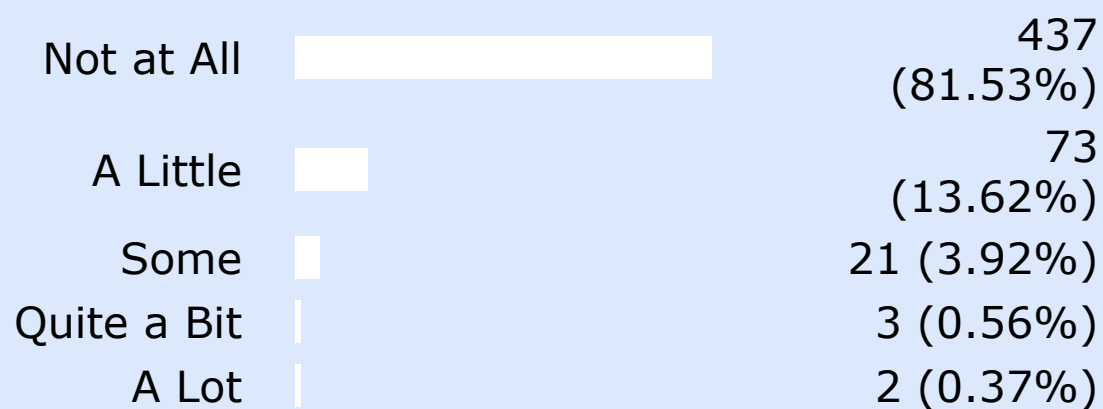 Not at All 437
(81.53%)
A Little 73
(13.62%)
Some 21 (3.92%)
Quite a Bit 3 (0.56%)
A Lot 2 (0.37%)